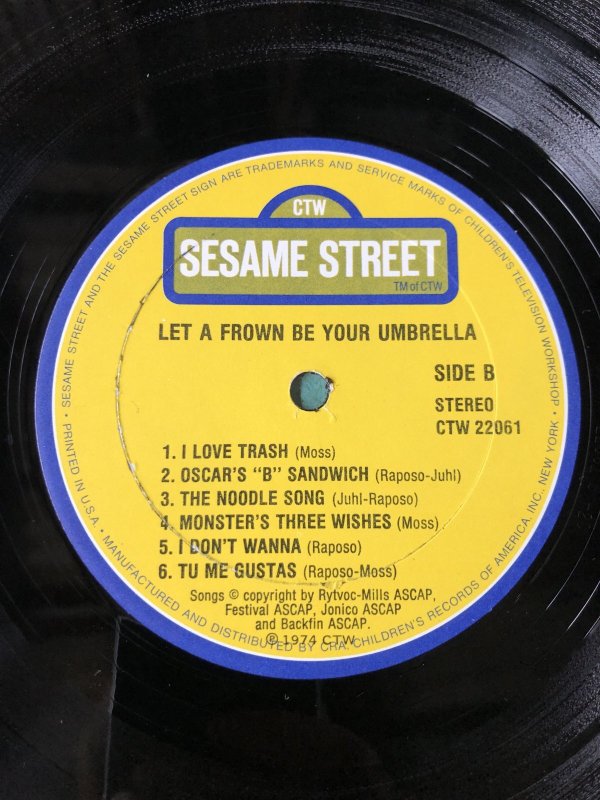 CTW
SESAME STREET
TM of CTW
LET A FROWN BE YOUR UMBRELLA
SIDE B
STEREO
CTW 22061
1. I LOVE TRASH (Moss)
2. OSCAR'S "B" SANDWICH (Raposo-Juhl)
3. THE NOODLE SONG (Juhl-Raposo)
4. MONSTER'S THREE WISHES (Moss)
5. I DON'T WANNA (Raposo)
6. TU ME GUSTAS (Raposo-Moss)
Songs © copyright by Rytvoc-Mills ASCAP,
Festival ASCAP, Jonico ASCAP
and Backfin ASCAP.
℗ 1974 CTW
• SESAME STREET AND THE SESAME STREET SIGN ARE TRADEMARKS AND SERVICE MARKS OF CHILDREN'S TELEVISION WORKSHOP •
PRINTED IN U.S.A. • MANUFACTURED AND DISTRIBUTED BY CRA. CHILDREN'S RECORDS OF AMERICA, INC. NEW YORK •